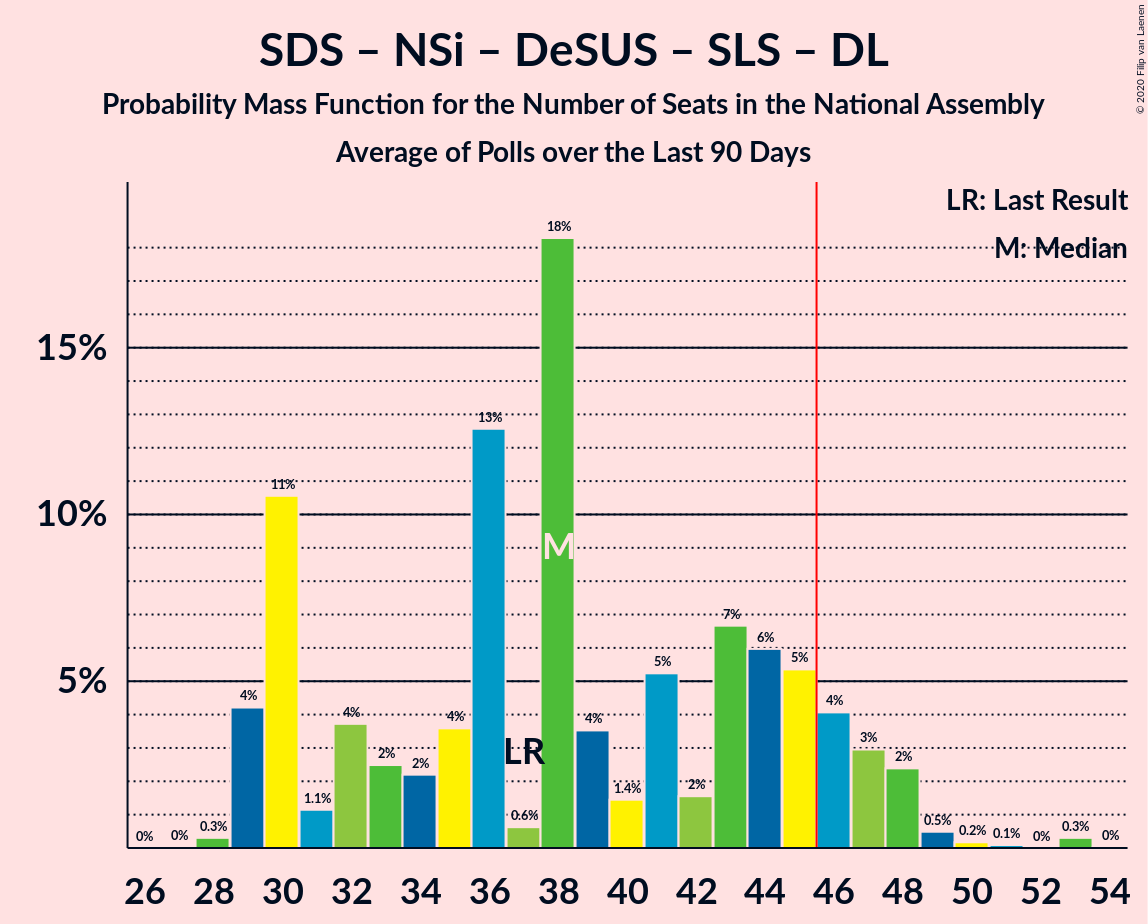 SDS – NSi – DeSUS – SLS – DL
Probability Mass Function for the Number of Seats in the National Assembly
Average of Polls over the Last 90 Days
© 2020 Filip van Laenen
LR: Last Result
M: Median
15%
10%
5%
0% 0% 0.3% 4% 11% 1.1% 4% 2% 2% 4% 13% 0.6% 18% 4% 1.4% 5% 2% 7% 6% 5% 4% 3% 2% 0.5% 0.2% 0.1% 0% 0.3% 0%
M
LR
26 28 30 32 34 36 38 40 42 44 46 48 50 52 54